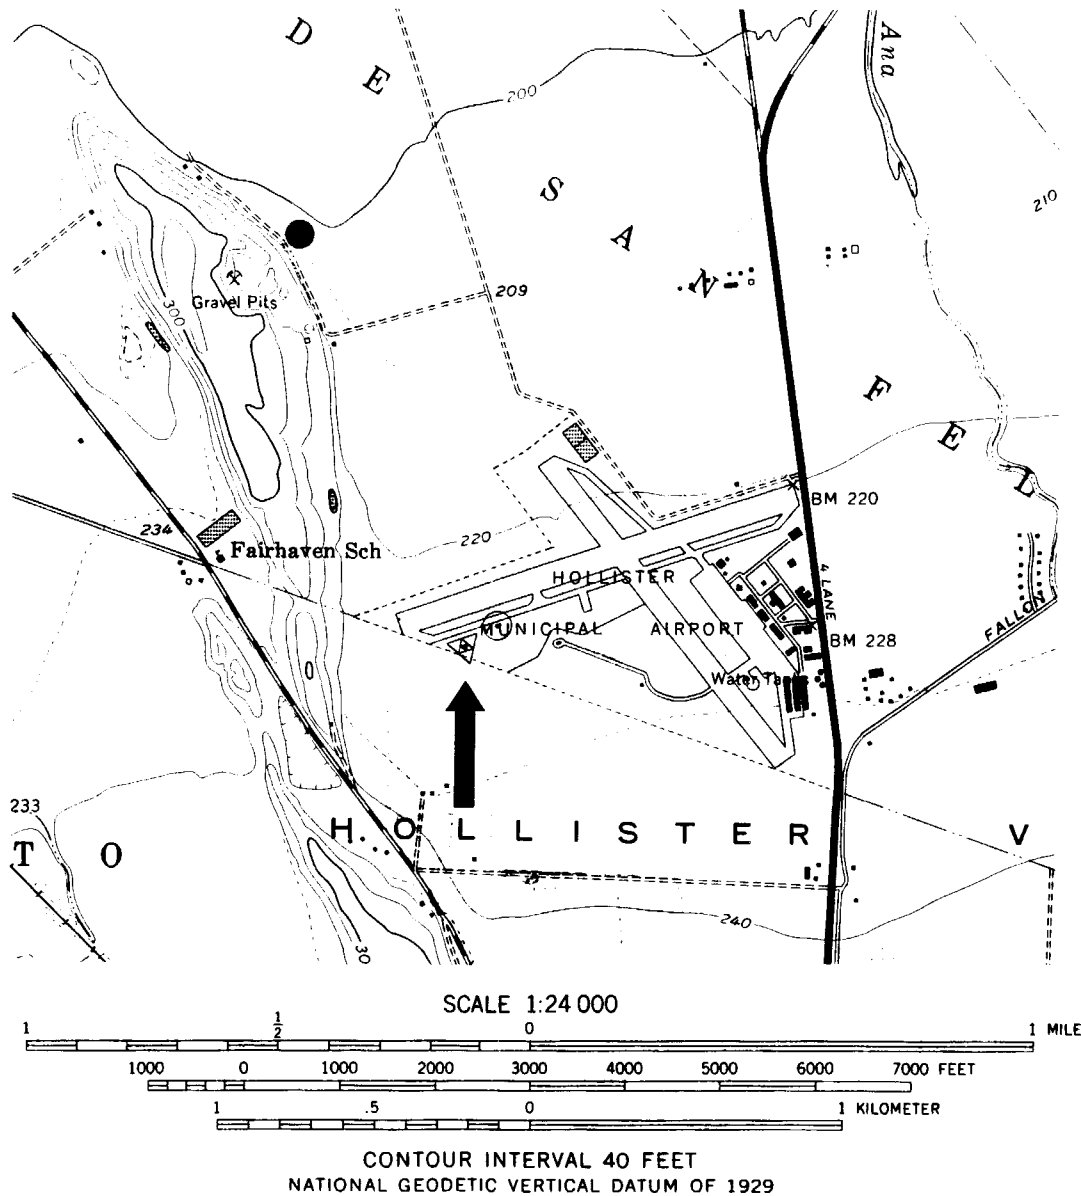 D
E
Ana
200
S
A
N
210
209
Gravel Pits
300
F
E
L
BM 220
234
220
Fairhaven Sch
HOLLISTER
4 LANE
MUNICIPAL AIRPORT
FALLON
BM 228
Water Tanks
233
HOLLISTER V
T O
240
30
SCALE 1:24 000
1 1/2 0 1 MILE
1000 0 1000 2000 3000 4000 5000 6000 7000 FEET
1 .5 0 1 KILOMETER
CONTOUR INTERVAL 40 FEET
NATIONAL GEODETIC VERTICAL DATUM OF 1929